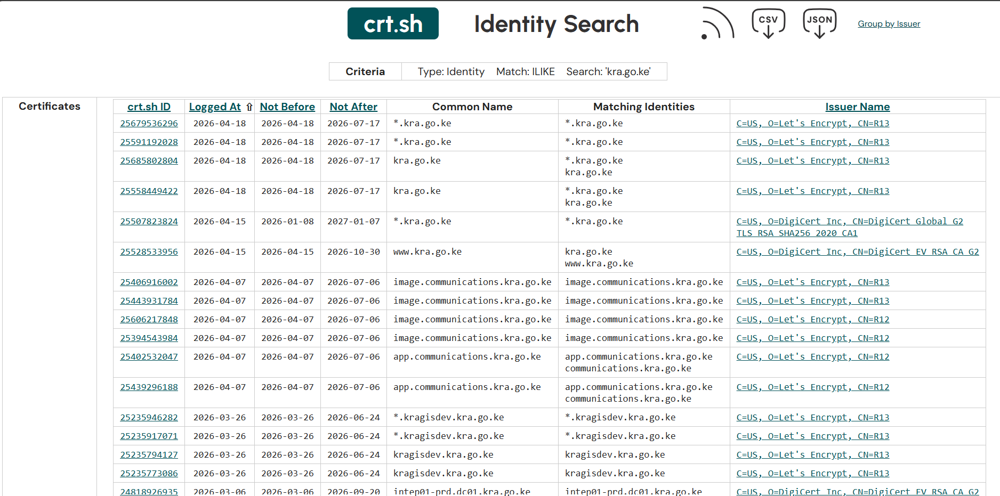 crt.sh Identity Search CSV JSON Group by Issuer
Criteria Type: Identity Match: ILIKE Search: 'kra.go.ke'
Certificates crt.sh ID Logged At ⇧ Not Before Not After Common Name Matching Identities Issuer Name
25679536296 2026-04-18 2026-04-18 2026-07-17 *.kra.go.ke *.kra.go.ke C=US, O=Let's Encrypt, CN=R13
25591192028 2026-04-18 2026-04-18 2026-07-17 *.kra.go.ke *.kra.go.ke C=US, O=Let's Encrypt, CN=R13
25685802804 2026-04-18 2026-04-18 2026-07-17 kra.go.ke *.kra.go.ke C=US, O=Let's Encrypt, CN=R13
kra.go.ke
25558449422 2026-04-18 2026-04-18 2026-07-17 kra.go.ke *.kra.go.ke C=US, O=Let's Encrypt, CN=R13
kra.go.ke
25507823824 2026-04-15 2026-01-08 2027-01-07 *.kra.go.ke *.kra.go.ke C=US, O=DigiCert Inc, CN=DigiCert Global G2
TLS RSA SHA256 2020 CA1
25528533956 2026-04-15 2026-04-15 2026-10-30 www.kra.go.ke kra.go.ke C=US, O=DigiCert Inc, CN=DigiCert EV RSA CA G2
www.kra.go.ke
25406916002 2026-04-07 2026-04-07 2026-07-06 image.communications.kra.go.ke image.communications.kra.go.ke C=US, O=Let's Encrypt, CN=R13
25443931784 2026-04-07 2026-04-07 2026-07-06 image.communications.kra.go.ke image.communications.kra.go.ke C=US, O=Let's Encrypt, CN=R13
25606217848 2026-04-07 2026-04-07 2026-07-06 image.communications.kra.go.ke image.communications.kra.go.ke C=US, O=Let's Encrypt, CN=R12
25394543984 2026-04-07 2026-04-07 2026-07-06 image.communications.kra.go.ke image.communications.kra.go.ke C=US, O=Let's Encrypt, CN=R12
25402532047 2026-04-07 2026-04-07 2026-07-06 app.communications.kra.go.ke app.communications.kra.go.ke C=US, O=Let's Encrypt, CN=R12
communications.kra.go.ke
25439296188 2026-04-07 2026-04-07 2026-07-06 app.communications.kra.go.ke app.communications.kra.go.ke C=US, O=Let's Encrypt, CN=R12
communications.kra.go.ke
25235946282 2026-03-26 2026-03-26 2026-06-24 *.kragisdev.kra.go.ke *.kragisdev.kra.go.ke C=US, O=Let's Encrypt, CN=R13
25235917071 2026-03-26 2026-03-26 2026-06-24 *.kragisdev.kra.go.ke *.kragisdev.kra.go.ke C=US, O=Let's Encrypt, CN=R13
25235794127 2026-03-26 2026-03-26 2026-06-24 kragisdev.kra.go.ke kragisdev.kra.go.ke C=US, O=Let's Encrypt, CN=R13
25235773086 2026-03-26 2026-03-26 2026-06-24 kragisdev.kra.go.ke kragisdev.kra.go.ke C=US, O=Let's Encrypt, CN=R13
24818926935 2026-03-06 2026-03-06 2026-09-20 intep01-prd.dc01.kra.go.ke intep01-prd.dc01.kra.go.ke C=US, O=DigiCert Inc, CN=DigiCert EV RSA CA G2